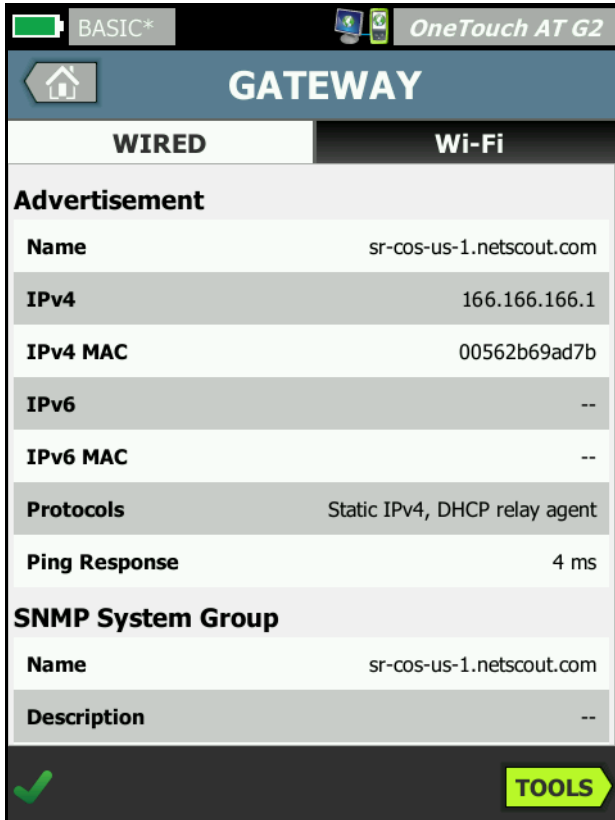 BASIC*
OneTouch AT G2
GATEWAY
WIRED Wi-Fi
Advertisement
Name sr-cos-us-1.netscout.com
IPv4 166.166.166.1
IPv4 MAC 00562b69ad7b
IPv6 --
IPv6 MAC --
Protocols Static IPv4, DHCP relay agent
Ping Response 4 ms
SNMP System Group
Name sr-cos-us-1.netscout.com
Description --
TOOLS